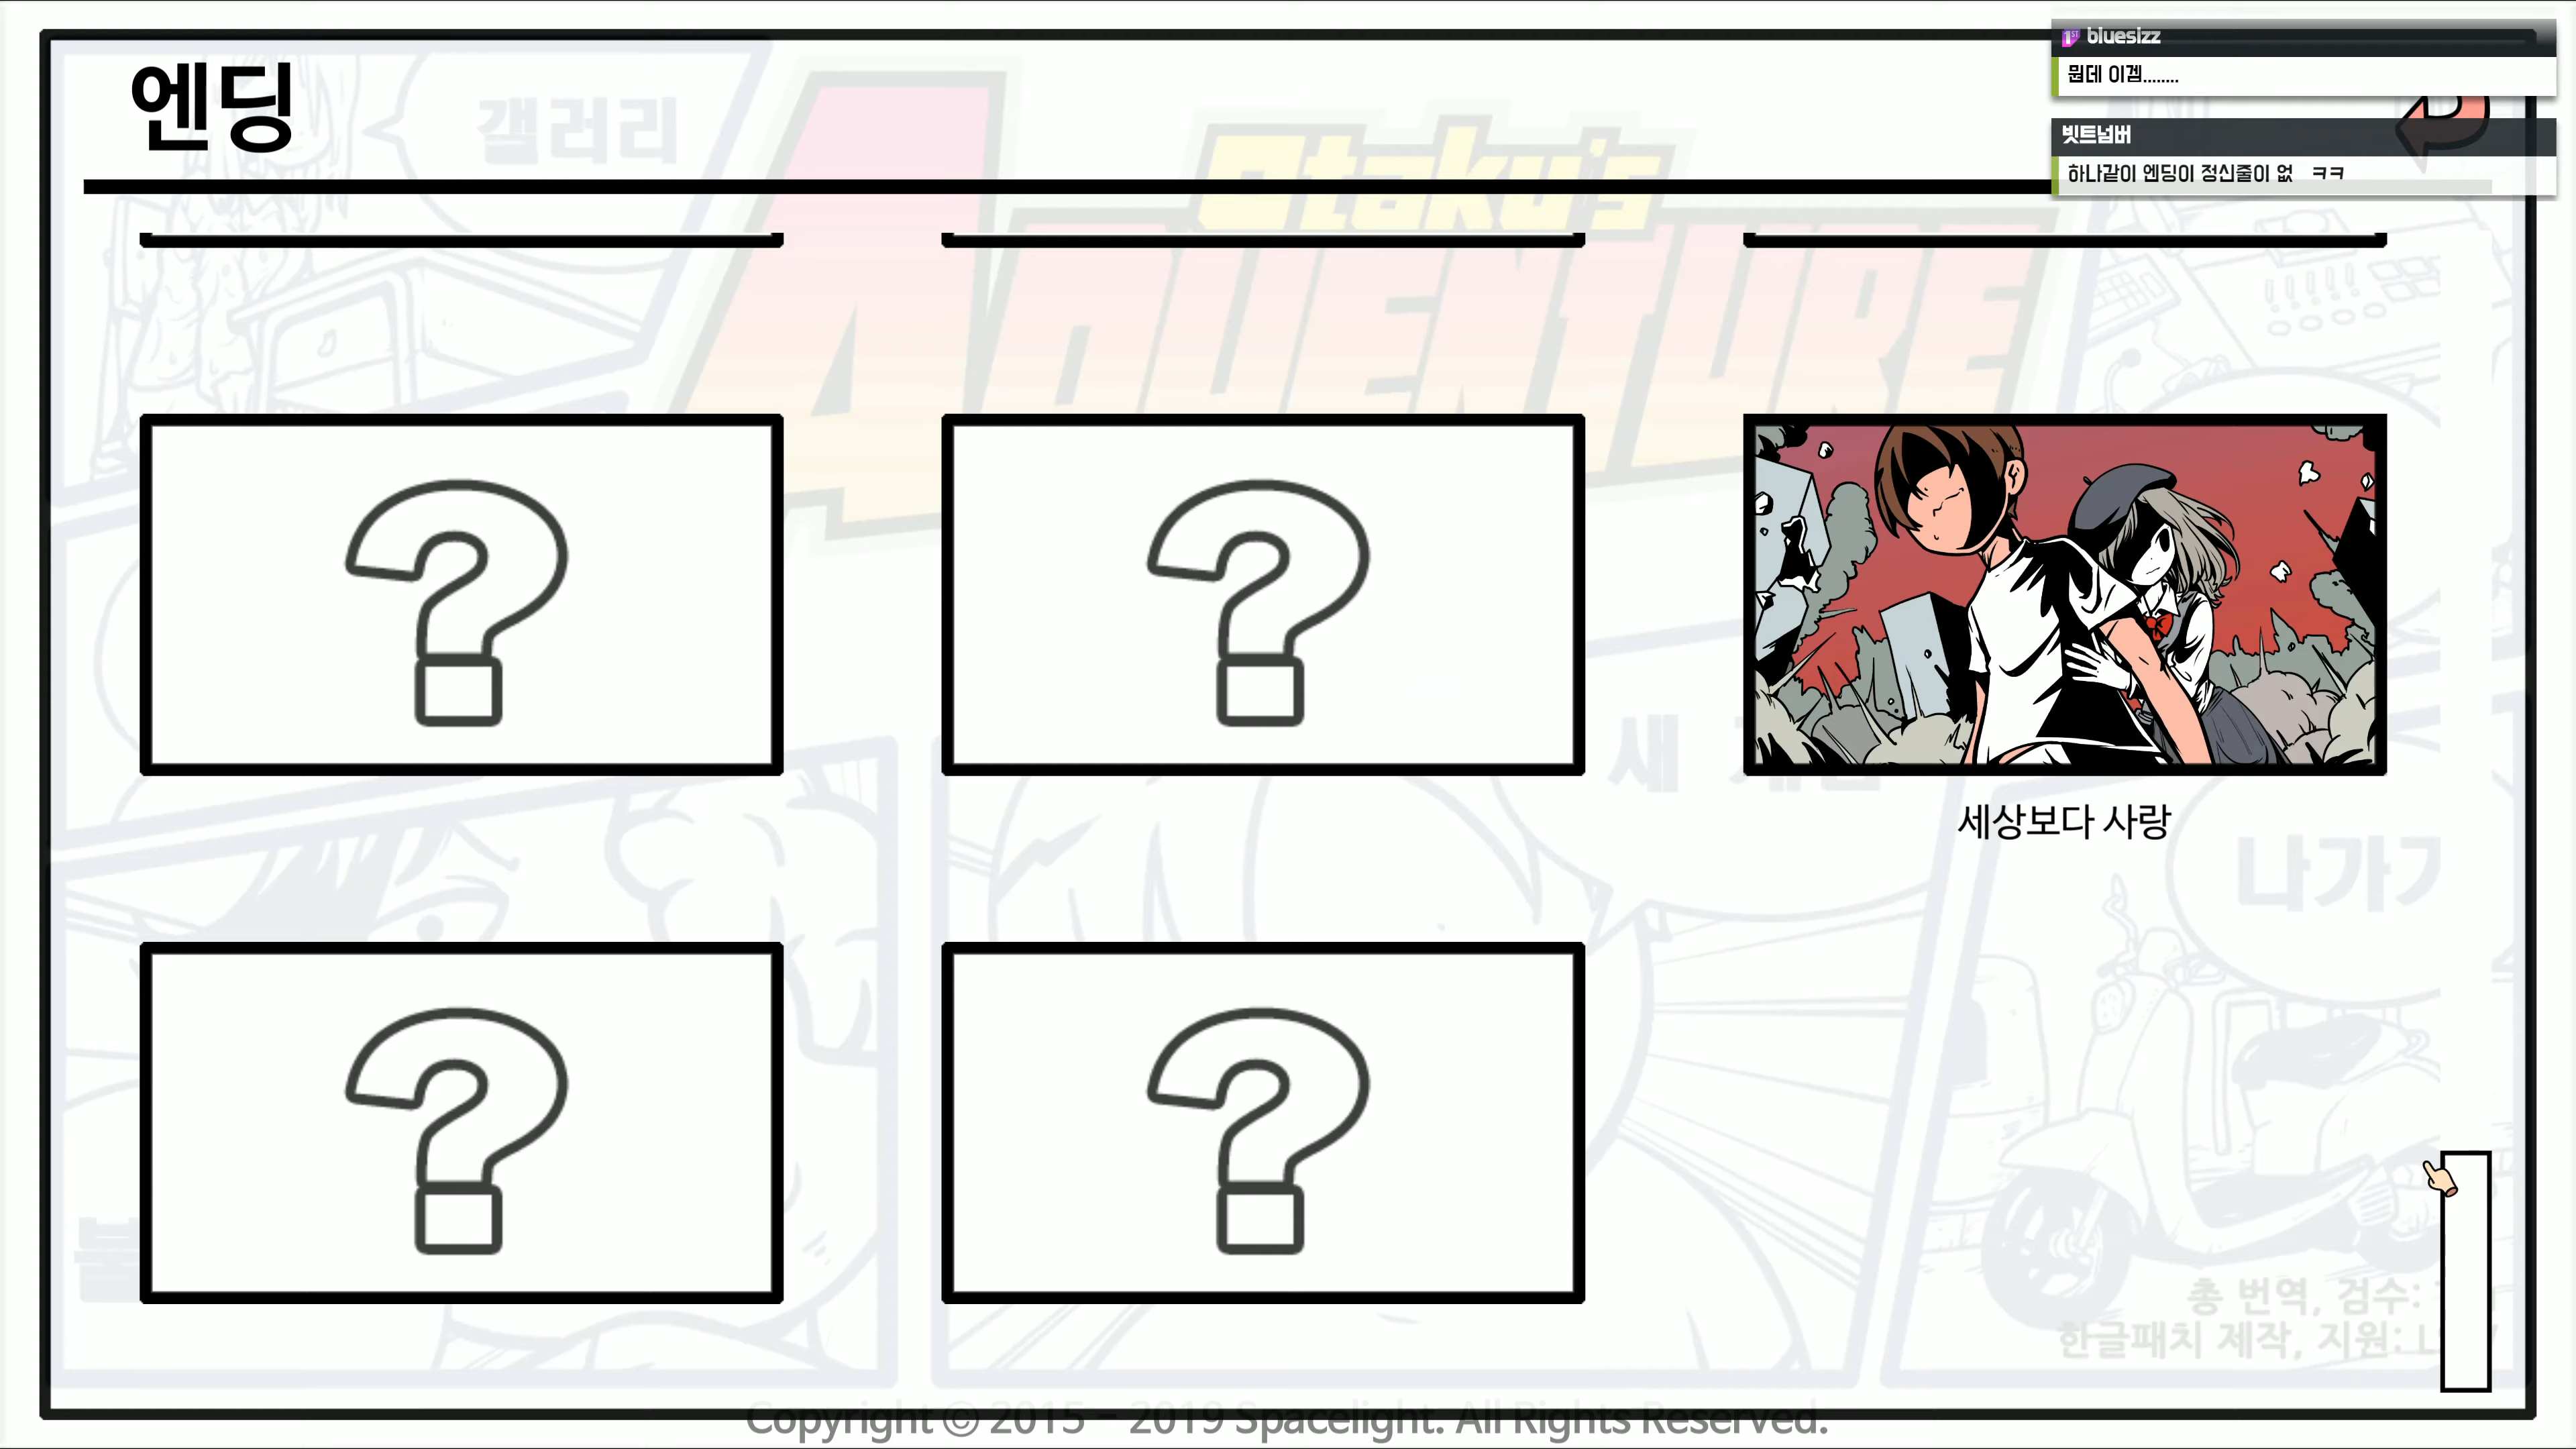 엔딩
갤러리
Otaku's
ADVENTURE
1ST bluesizz
뭔데 이겜........
빗트넘버
하나같이 엔딩이 정신줄이 없 ㅋㅋ
세상보다 사랑
새
나가기
총 번역, 검수:
한글패치 제작, 지원:
Copyright © 2015 - 2019 Spacelight. All Rights Reserved.